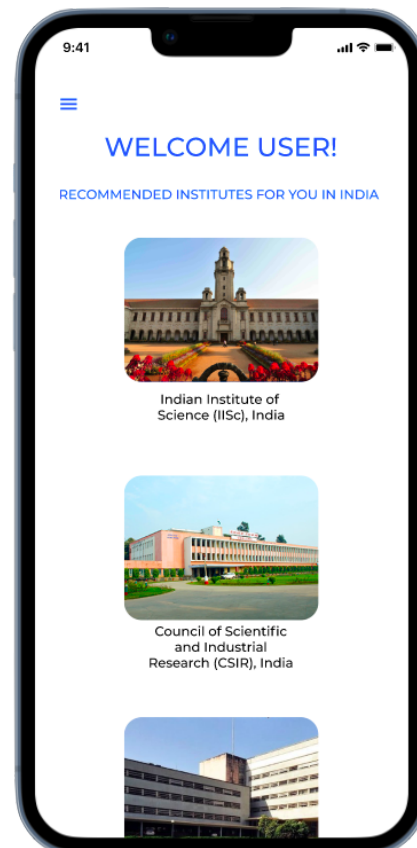 9:41
WELCOME USER!
RECOMMENDED INSTITUTES FOR YOU IN INDIA
Indian Institute of
Science (IISc), India
Council of Scientific
and Industrial
Research (CSIR), India